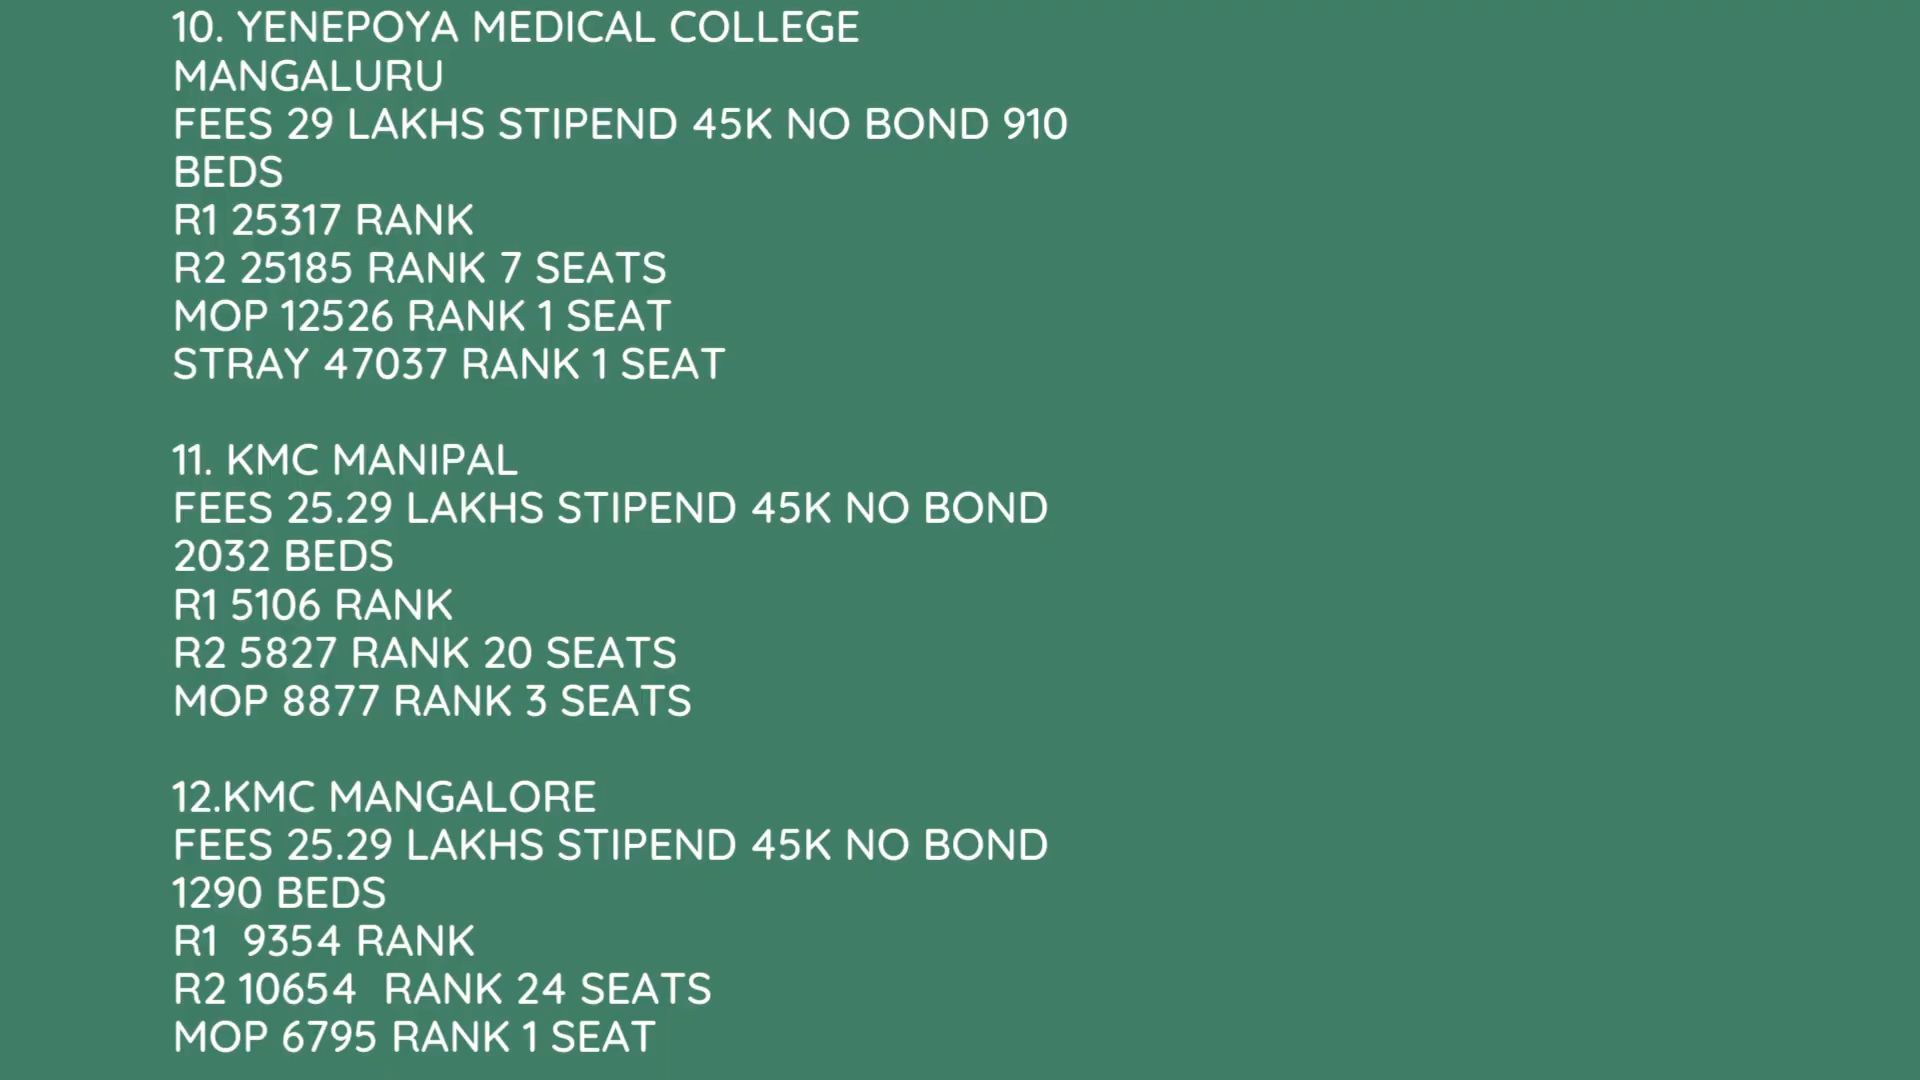 10. YENEPOYA MEDICAL COLLEGE
MANGALURU
FEES 29 LAKHS STIPEND 45K NO BOND 910
BEDS
R1 25317 RANK
R2 25185 RANK 7 SEATS
MOP 12526 RANK 1 SEAT
STRAY 47037 RANK 1 SEAT
11. KMC MANIPAL
FEES 25.29 LAKHS STIPEND 45K NO BOND
2032 BEDS
R1 5106 RANK
R2 5827 RANK 20 SEATS
MOP 8877 RANK 3 SEATS
12.KMC MANGALORE
FEES 25.29 LAKHS STIPEND 45K NO BOND
1290 BEDS
R1  9354 RANK
R2 10654  RANK 24 SEATS
MOP 6795 RANK 1 SEAT